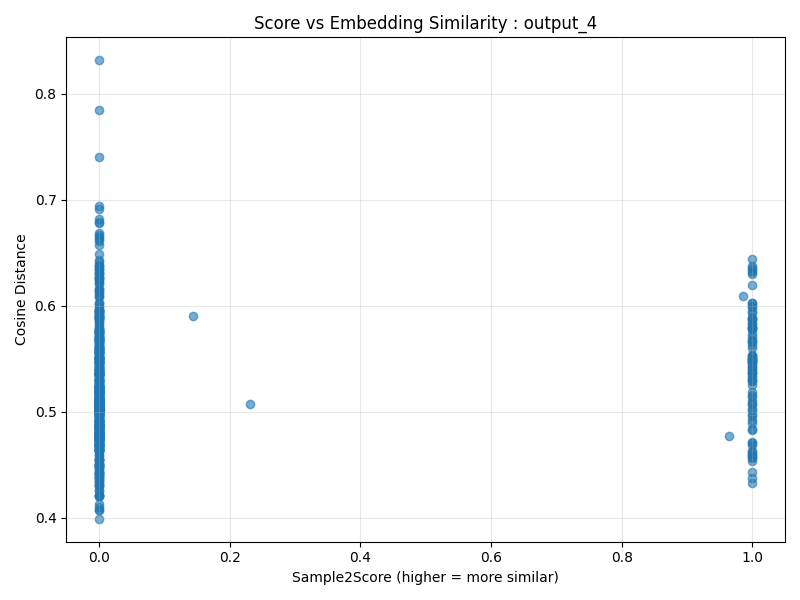 Score vs Embedding Similarity : output_4
Cosine Distance
0.8
0.7
0.6
0.5
0.4
0.0 0.2 0.4 0.6 0.8 1.0
Sample2Score (higher = more similar)